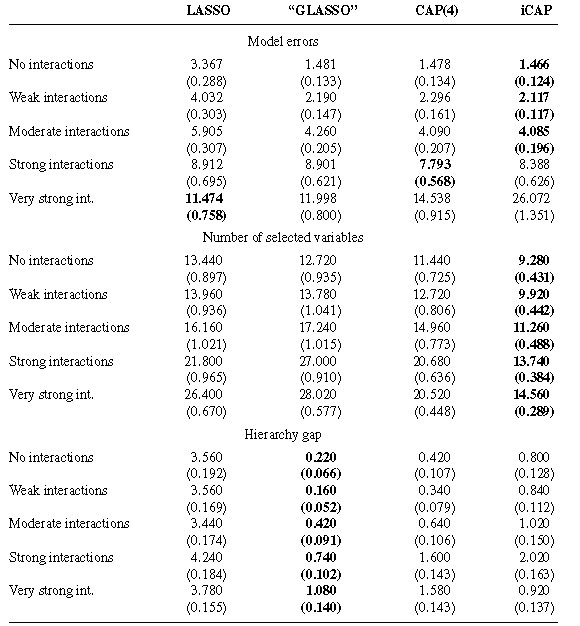 LASSO “GLASSO” CAP(4) iCAP
Model errors
No interactions 3.367 1.481 1.478 1.466
(0.288) (0.133) (0.134) (0.124)
Weak interactions 4.032 2.190 2.296 2.117
(0.303) (0.147) (0.161) (0.117)
Moderate interactions 5.905 4.260 4.090 4.085
(0.307) (0.205) (0.207) (0.196)
Strong interactions 8.912 8.901 7.793 8.388
(0.695) (0.621) (0.568) (0.626)
Very strong int. 11.474 11.998 14.538 26.072
(0.758) (0.800) (0.915) (1.351)
Number of selected variables
No interactions 13.440 12.720 11.440 9.280
(0.897) (0.935) (0.725) (0.431)
Weak interactions 13.960 13.780 12.720 9.920
(0.936) (1.041) (0.806) (0.442)
Moderate interactions 16.160 17.240 14.960 11.260
(1.021) (1.015) (0.773) (0.488)
Strong interactions 21.800 27.000 20.680 13.740
(0.965) (0.910) (0.636) (0.384)
Very strong int. 26.400 28.020 20.520 14.560
(0.670) (0.577) (0.448) (0.289)
Hierarchy gap
No interactions 3.560 0.220 0.420 0.800
(0.192) (0.066) (0.107) (0.128)
Weak interactions 3.560 0.160 0.340 0.840
(0.169) (0.052) (0.079) (0.112)
Moderate interactions 3.440 0.420 0.640 1.020
(0.174) (0.091) (0.106) (0.150)
Strong interactions 4.240 0.740 1.600 2.020
(0.184) (0.102) (0.143) (0.163)
Very strong int. 3.780 1.080 1.580 0.920
(0.155) (0.140) (0.143) (0.137)